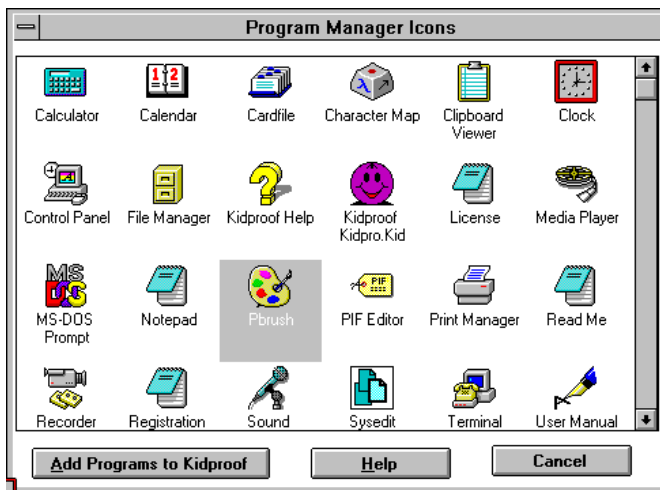 Program Manager Icons
Calculator Calendar Cardfile Character Map Clipboard Viewer Clock
Control Panel File Manager Kidproof Help Kidproof Kidpro.Kid License Media Player
MS-DOS Prompt Notepad Pbrush PIF Editor Print Manager Read Me
Recorder Registration Sound Sysedit Terminal User Manual
Add Programs to Kidproof Help Cancel